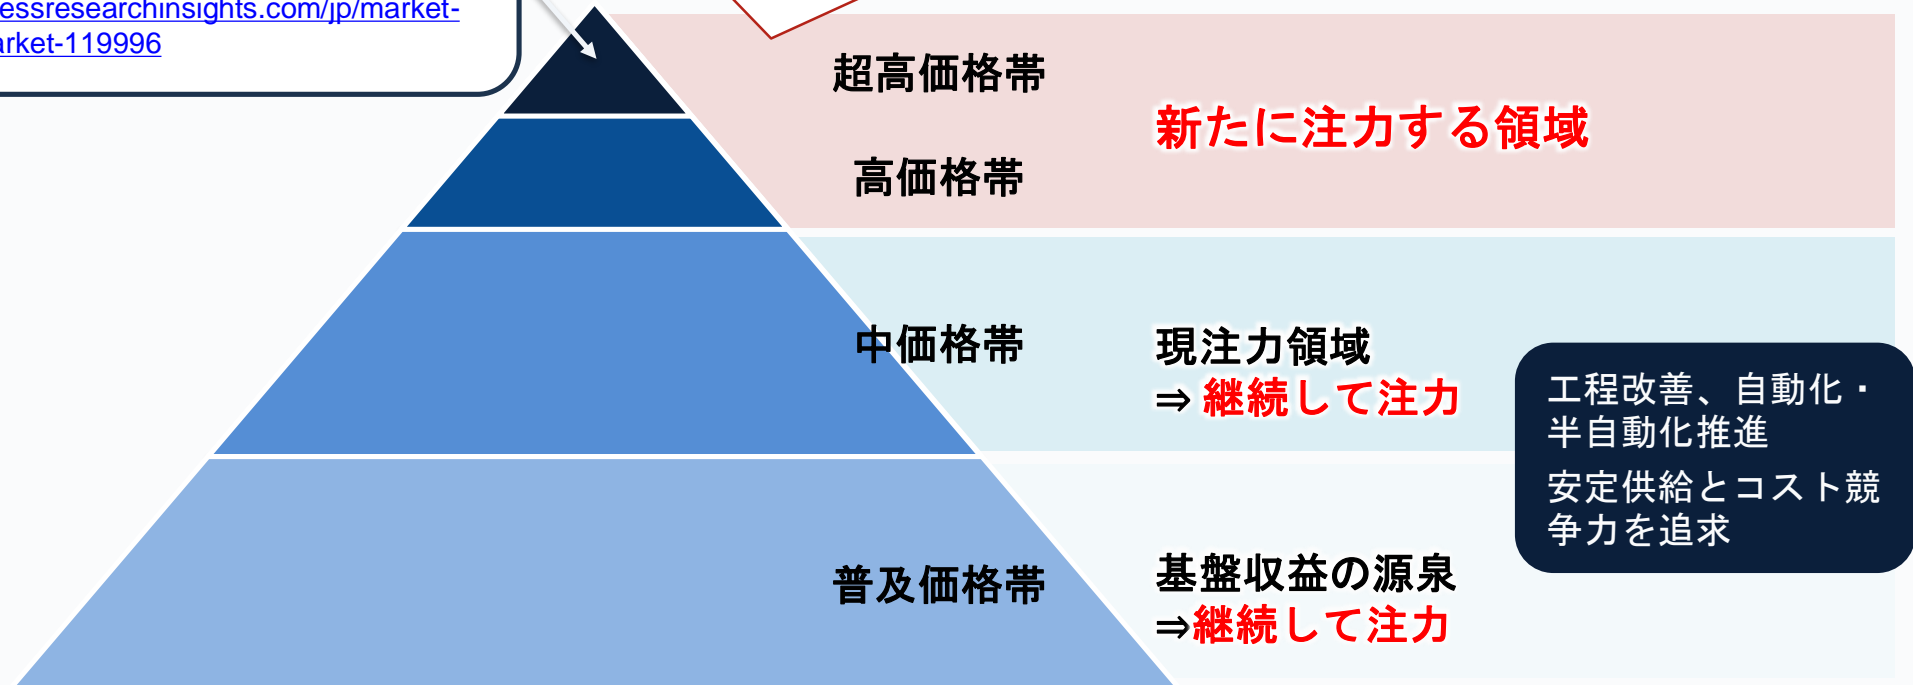 essresearchinsights.com/jp/market-
arket-119996
超高価格帯
新たに注力する領域
高価格帯
中価格帯
現注力領域
⇒ 継続して注力
工程改善、自動化・
半自動化推進
安定供給とコスト競
争力を追求
普及価格帯
基盤収益の源泉
⇒継続して注力